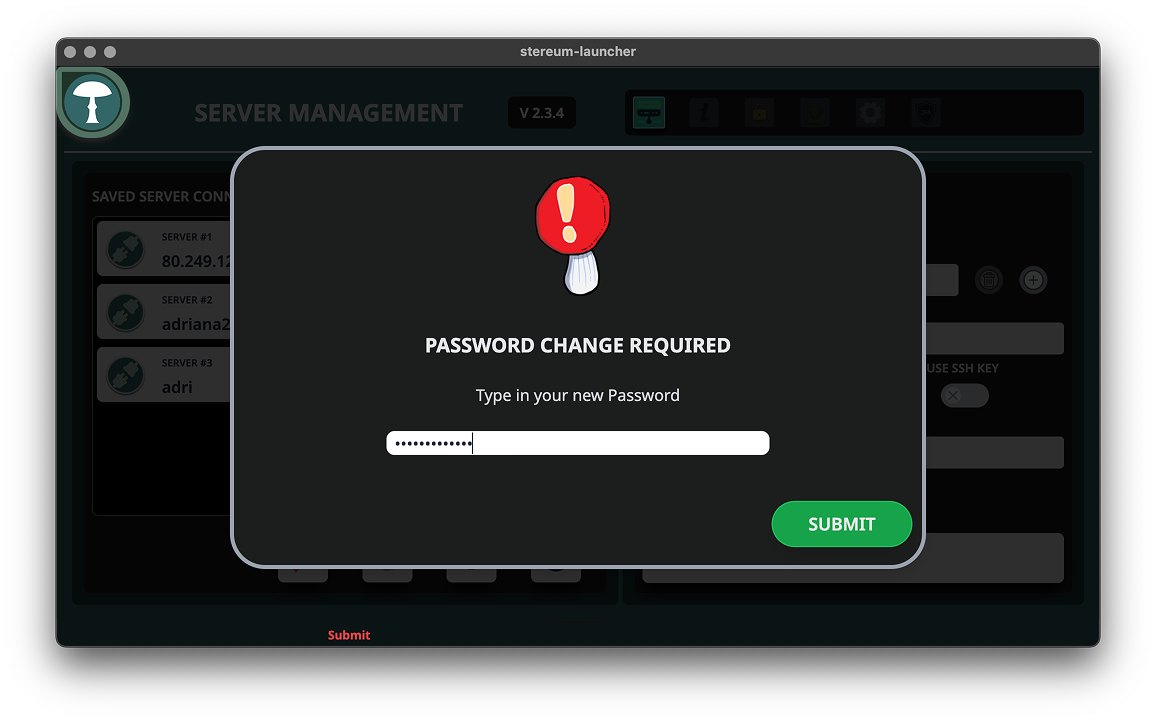 stereum-launcher
SERVER MANAGEMENT
V 2.3.4
SAVED SERVER
SERVER #1
80.249.12
SERVER #2
adriana2
SERVER #3
adri
USE SSH KEY
PASSWORD CHANGE REQUIRED
Type in your new Password
SUBMIT
Submit